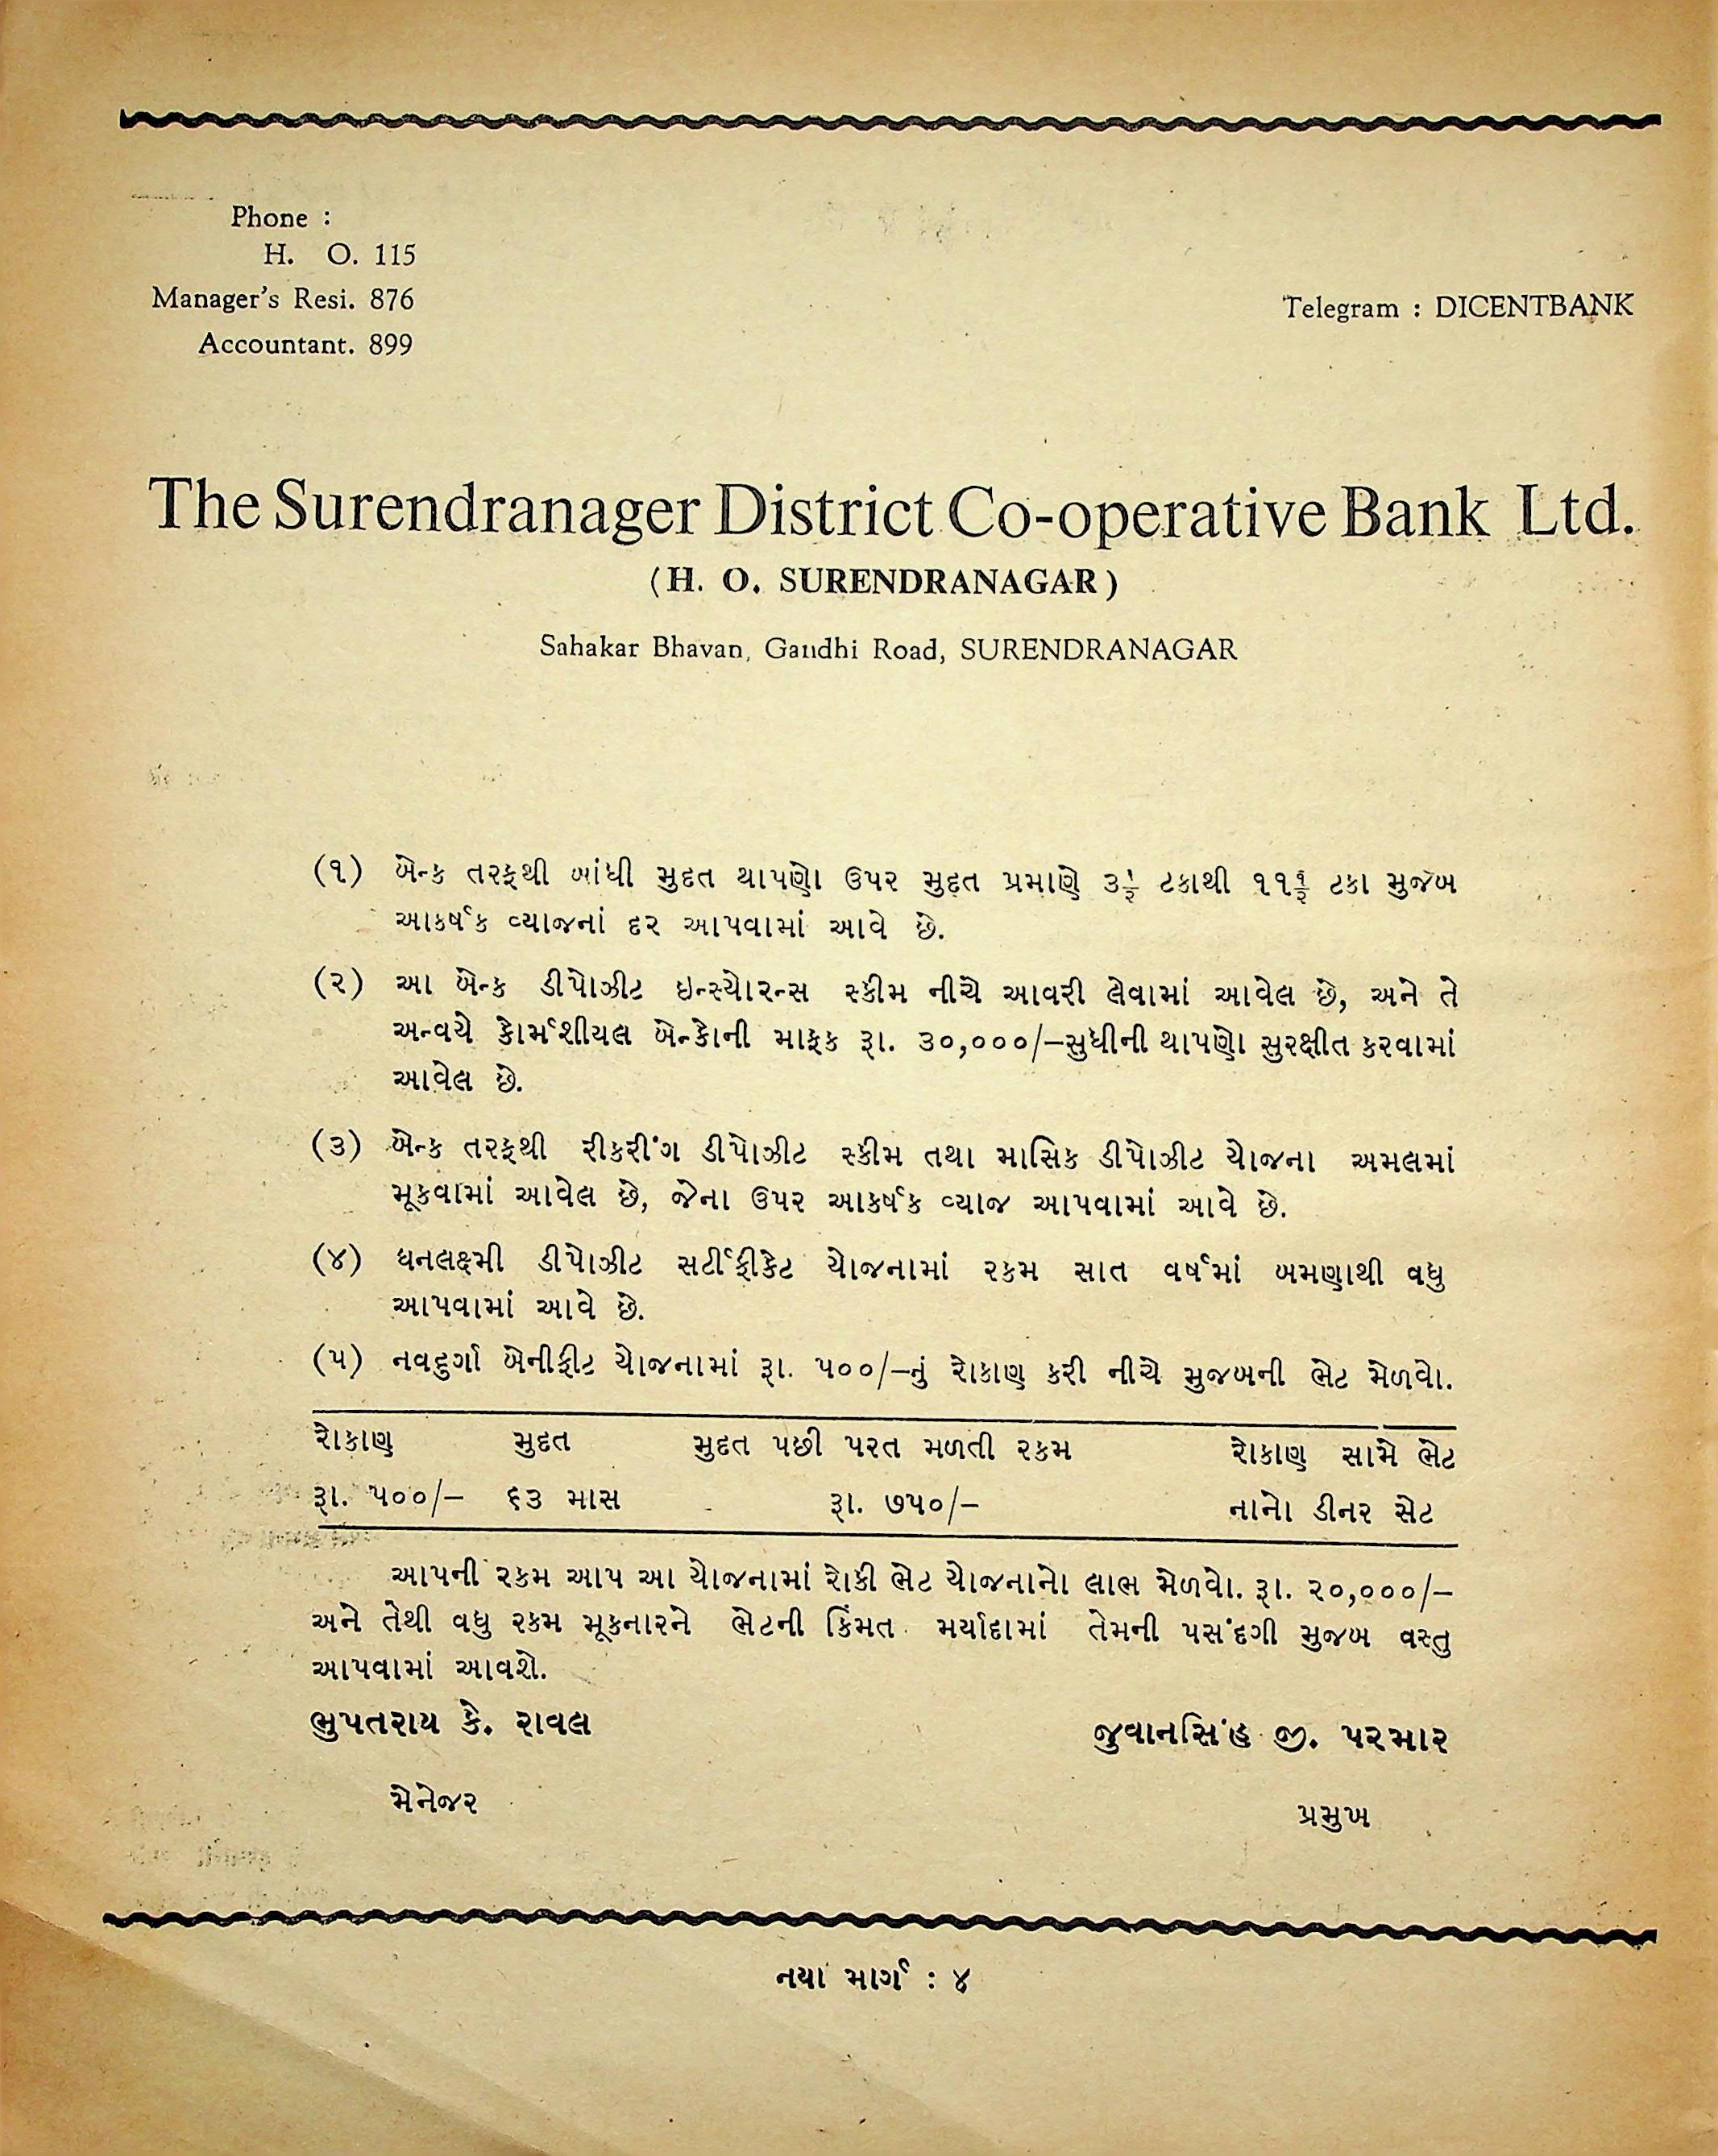 Phone :
H. O. 115
Manager's Resi. 876
Accountant. 899
Telegram : DICENTBANK
The Surendranager District Co-operative Bank Ltd.
(H. O. SURENDRANAGAR)
Sahakar Bhavan, Gandhi Road, SURENDRANAGAR
(૧) બેન્ક તરફથી બાંધી મુદ્દત થાપણો ઉપર મુદ્દત પ્રમાણે ૩૧/૨ ટકાથી ૧૧૧/૨ ટકા મુજબ
આકર્ષક વ્યાજનાં દર આપવામાં આવે છે.
(૨) આ બેન્ક ડીપોઝીટ ઇન્સ્યોરન્સ સ્કીમ નીચે આવરી લેવામાં આવેલ છે, અને તે
અન્વયે કોર્મશીયલ બેન્કોની માફક રૂા. ૩૦,૦૦૦/–સુધીની થાપણો સુરક્ષીત કરવામાં
આવેલ છે.
(૩) બેન્ક તરફથી રીકરીંગ ડીપોઝીટ સ્કીમ તથા માસિક ડીપોઝીટ યોજના અમલમાં
મૂકવામાં આવેલ છે, જેના ઉપર આકર્ષક વ્યાજ આપવામાં આવે છે.
(૪) ધનલક્ષ્મી ડીપોઝીટ સર્ટીફીકેટ યોજનામાં રકમ સાત વર્ષમાં બમણાથી વધુ
આપવામાં આવે છે.
(૫) નવદુર્ગા બેનીફીટ યોજનામાં રૂા. ૫૦૦/–નું રોકાણ કરી નીચે મુજબની ભેટ મેળવો.
રોકાણ મુદ્દત મુદ્દત પછી પરત મળતી રકમ રોકાણ સામે ભેટ
રૂા. ૫૦૦/– ૬૩ માસ રૂા. ૭૫૦/– નાનો ડીનર સેટ
આપની રકમ આપ આ યોજનામાં રોકી ભેટ યોજનાનો લાભ મેળવો. રૂા. ૨૦,૦૦૦/–
અને તેથી વધુ રકમ મૂકનારને ભેટની કિંમત મર્યાદામાં તેમની પસંદગી મુજબ વસ્તુ
આપવામાં આવશે.
ભુપતરાય કે. રાવલ
જુવાનસિંહ જી. પરમાર
મેનેજર
પ્રમુખ
નયા માર્ગ : ૪